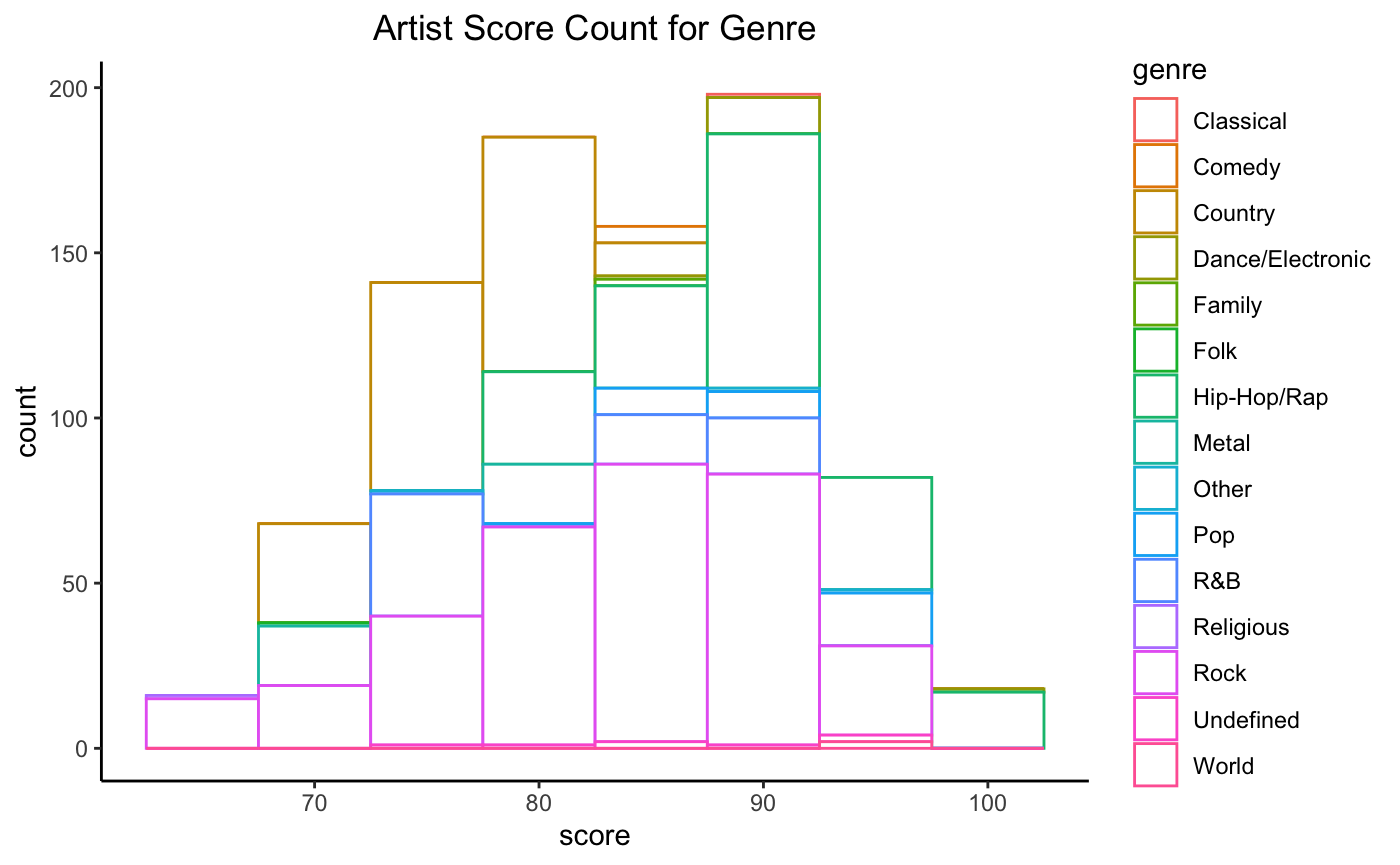 Artist Score Count for Genre
count
200
150
100
50
0
70 80 90 100
score
genre
Classical
Comedy
Country
Dance/Electronic
Family
Folk
Hip-Hop/Rap
Metal
Other
Pop
R&B
Religious
Rock
Undefined
World